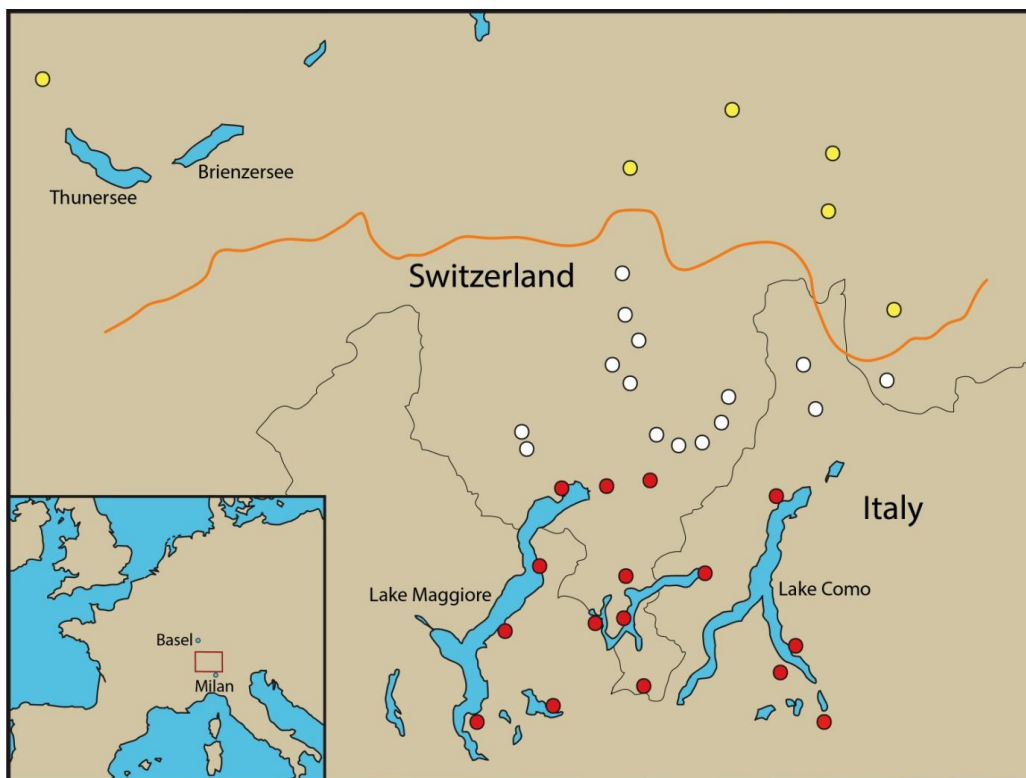 Brienzersee
Thunersee
Switzerland
Italy
Lake Maggiore
Lake Como
Basel
Milan